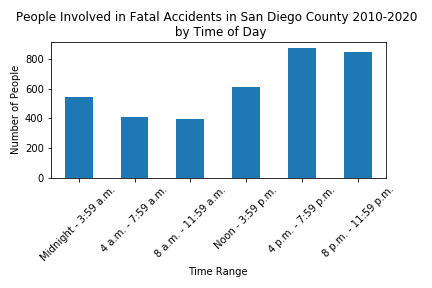 People Involved in Fatal Accidents in San Diego County 2010-2020
by Time of Day
Number of People
800
600
400
200
0
Midnight - 3:59 a.m.
4 a.m. - 7:59 a.m.
8 a.m. - 11:59 a.m.
Noon - 3:59 p.m.
4 p.m. - 7:59 p.m.
8 p.m. - 11:59 p.m.
Time Range